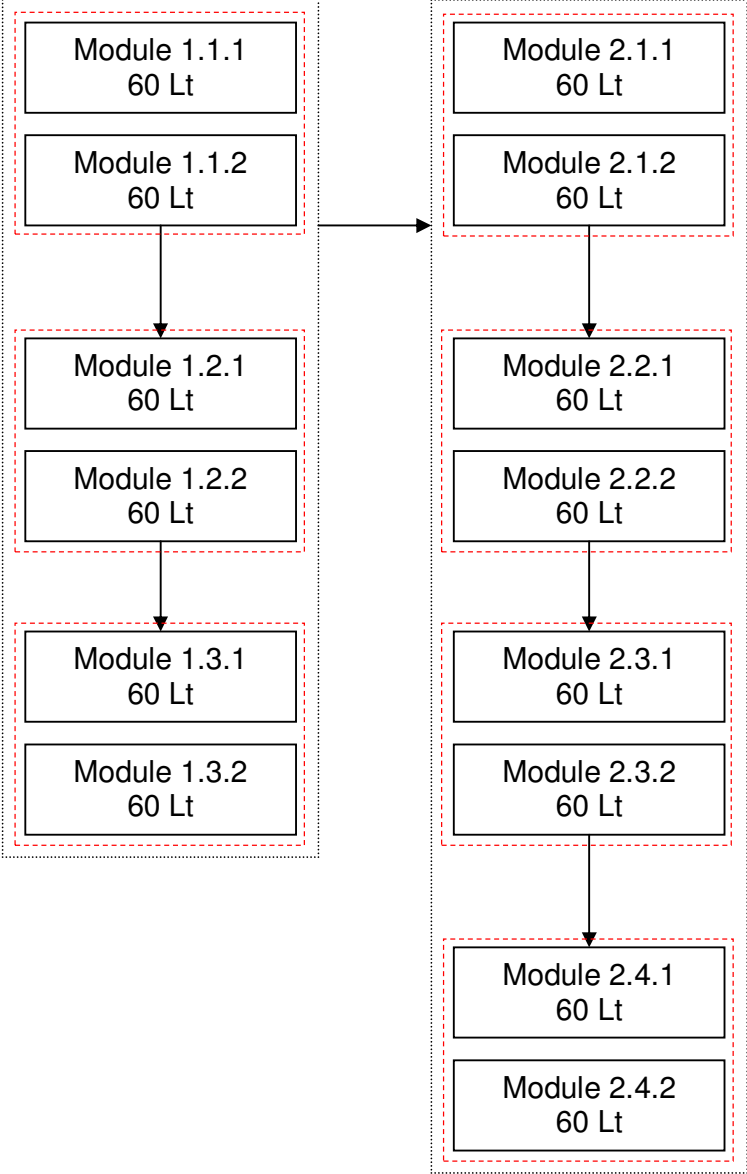 Module 1.1.1
60 Lt
Module 1.1.2
60 Lt
Module 1.2.1
60 Lt
Module 1.2.2
60 Lt
Module 1.3.1
60 Lt
Module 1.3.2
60 Lt
Module 2.1.1
60 Lt
Module 2.1.2
60 Lt
Module 2.2.1
60 Lt
Module 2.2.2
60 Lt
Module 2.3.1
60 Lt
Module 2.3.2
60 Lt
Module 2.4.1
60 Lt
Module 2.4.2
60 Lt